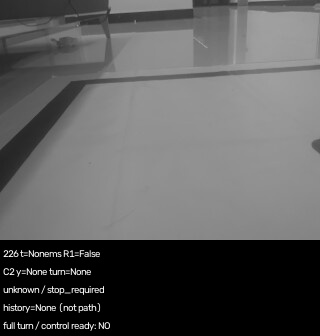 226 t=Nonems R1=False
C2 y=None turn=None
unknown / stop_required
history=None (not path)
full turn / control ready: NO